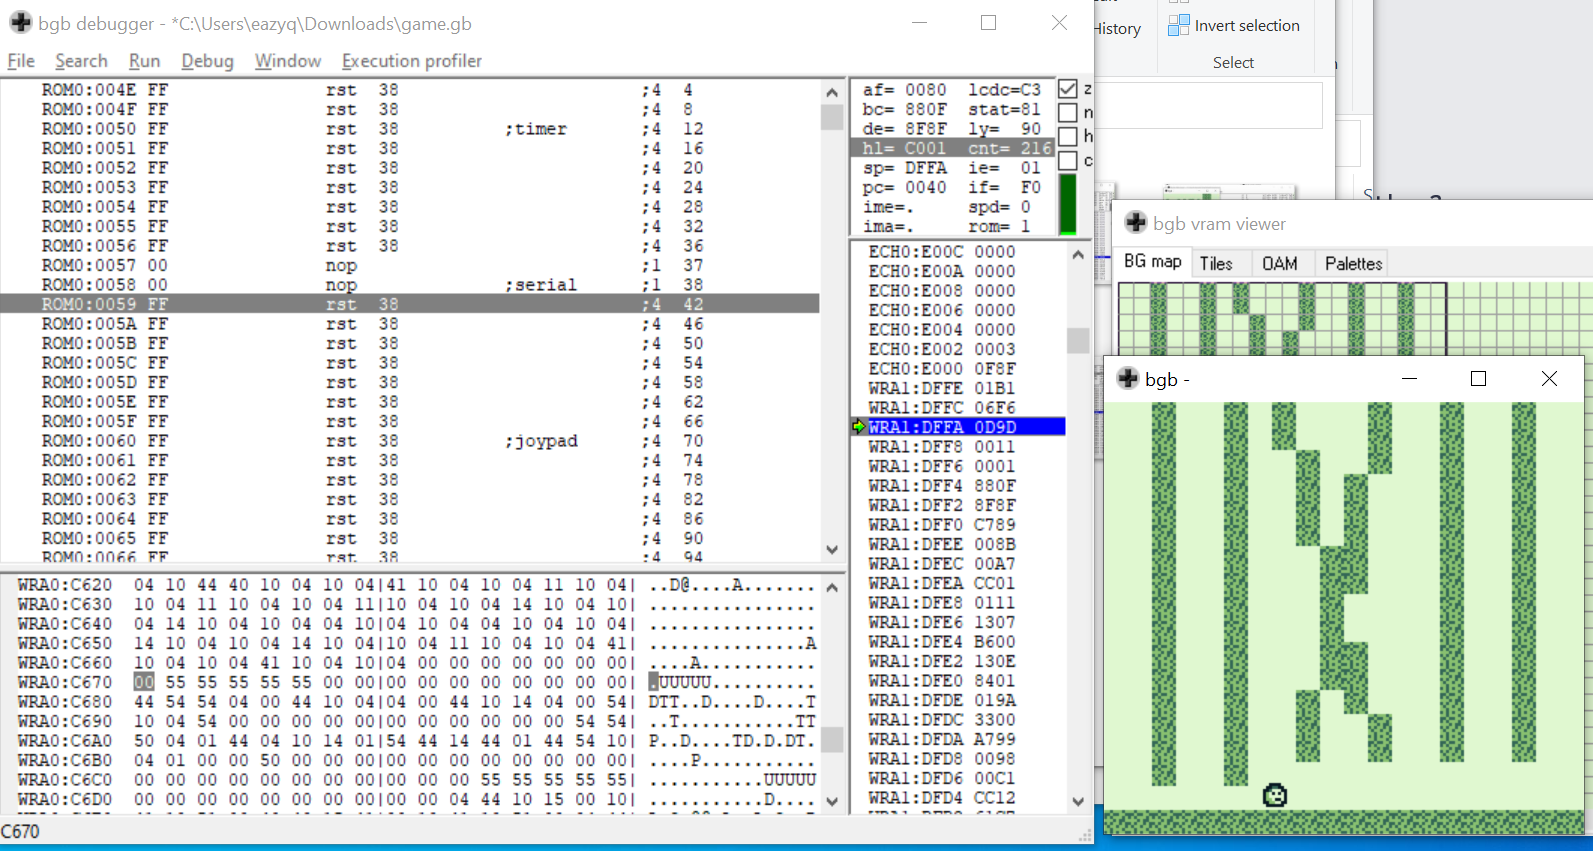 bgb debugger - *C:\Users\eazyq\Downloads\game.gb
File Search Run Debug Window Execution profiler
ROM0:004E FF rst 38 ;4 4
ROM0:004F FF rst 38 ;4 8
ROM0:0050 FF rst 38 ;timer ;4 12
ROM0:0051 FF rst 38 ;4 16
ROM0:0052 FF rst 38 ;4 20
ROM0:0053 FF rst 38 ;4 24
ROM0:0054 FF rst 38 ;4 28
ROM0:0055 FF rst 38 ;4 32
ROM0:0056 FF rst 38 ;4 36
ROM0:0057 00 nop ;1 37
ROM0:0058 00 nop ;serial ;1 38
ROM0:0059 FF rst 38 ;4 42
ROM0:005A FF rst 38 ;4 46
ROM0:005B FF rst 38 ;4 50
ROM0:005C FF rst 38 ;4 54
ROM0:005D FF rst 38 ;4 58
ROM0:005E FF rst 38 ;4 62
ROM0:005F FF rst 38 ;4 66
ROM0:0060 FF rst 38 ;joypad ;4 70
ROM0:0061 FF rst 38 ;4 74
ROM0:0062 FF rst 38 ;4 78
ROM0:0063 FF rst 38 ;4 82
ROM0:0064 FF rst 38 ;4 86
ROM0:0065 FF rst 38 ;4 90
ROM0:0066 FF rst 38 ;4 94
af= 0080 lcdc=C3 z
bc= 880F stat=81 n
de= 8F8F ly= 90 h
hl= C001 cnt= 216 c
sp= DFFA ie= 01
pc= 0040 if= F0
ime=. spd= 0
ima=. rom= 1
ECH0:E00C 0000
ECH0:E00A 0000
ECH0:E008 0000
ECH0:E006 0000
ECH0:E004 0000
ECH0:E002 0003
ECH0:E000 0F8F
WRA1:DFFE 01B1
WRA1:DFFC 06F6
WRA1:DFFA 0D9D
WRA1:DFF8 0011
WRA1:DFF6 0001
WRA1:DFF4 880F
WRA1:DFF2 8F8F
WRA1:DFF0 C789
WRA1:DFEE 008B
WRA1:DFEC 00A7
WRA1:DFEA CC01
WRA1:DFE8 0111
WRA1:DFE6 1307
WRA1:DFE4 B600
WRA1:DFE2 130E
WRA1:DFE0 8401
WRA1:DFDE 019A
WRA1:DFDC 3300
WRA1:DFDA A799
WRA1:DFD8 0098
WRA1:DFD6 00C1
WRA1:DFD4 CC12
WRA0:C620 04 10 44 40 10 04 10 04|41 10 04 10 04 11 10 04| ..D@....A.......
WRA0:C630 10 04 11 10 04 10 04 11|10 04 10 04 14 10 04 10| ................
WRA0:C640 04 14 10 04 10 04 04 10|04 10 04 04 10 04 10 04| ................
WRA0:C650 14 10 04 10 04 14 10 04|10 04 11 04 10 04 04 41| ...............A
WRA0:C660 10 04 10 04 41 10 04 10|04 00 00 00 00 00 00 00| ....A...........
WRA0:C670 00 55 55 55 55 55 00 00|00 00 00 00 00 00 00 00| .UUUUU..........
WRA0:C680 44 54 54 04 00 44 10 04|04 00 44 10 14 04 00 54| DTT..D....D....T
WRA0:C690 10 04 54 00 00 00 00 00|00 00 00 00 00 00 54 54| ..T...........TT
WRA0:C6A0 50 04 01 44 04 10 14 01|54 44 14 44 01 44 54 10| P..D....TD.D.DT.
WRA0:C6B0 04 01 00 00 50 00 00 00|00 00 00 00 00 00 00 00| ....P...........
WRA0:C6C0 00 00 00 00 00 00 00 00|00 00 00 55 55 55 55 55| ...........UUUUU
WRA0:C6D0 00 00 00 00 00 00 00 00|00 00 04 44 10 15 00 10| ...........D....
C670
History
Invert selection
Select
bgb vram viewer
BG map Tiles OAM Palettes
bgb -